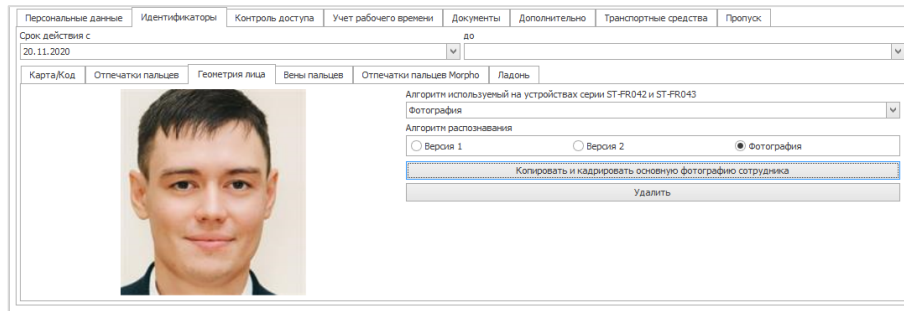 Персональные данные Идентификаторы Контроль доступа Учет рабочего времени Документы Дополнительно Транспортные средства Пропуск
Срок действия с до
20.11.2020
Карта/Код Отпечатки пальцев Геометрия лица Вены пальцев Отпечатки пальцев Morpho Ладонь
Алгоритм используемый на устройствах серии ST-FR042 и ST-FR043
Фотография
Алгоритм распознавания
Версия 1 Версия 2 Фотография
Копировать и кадрировать основную фотографию сотрудника
Удалить